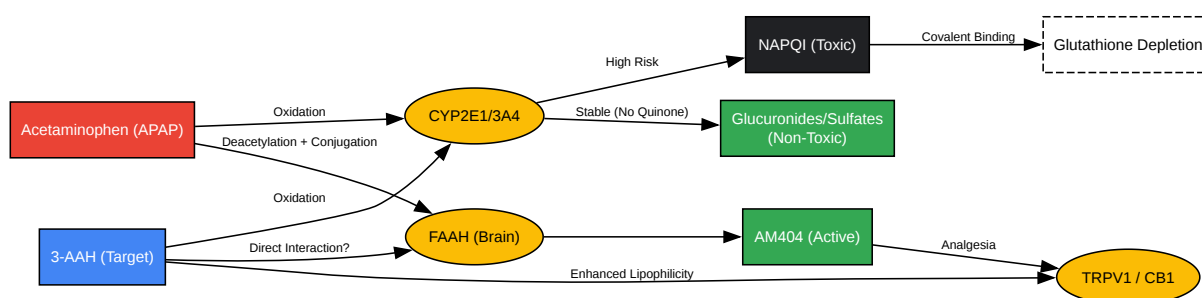 NAPQI (Toxic)
Covalent Binding
Glutathione Depletion
High Risk
Acetaminophen (APAP)
Oxidation
CYP2E1/3A4
Stable (No Quinone)
Glucuronides/Sulfates
(Non-Toxic)
Deacetylation + Conjugation
Oxidation
3-AAH (Target)
Direct Interaction?
FAAH (Brain)
AM404 (Active)
Analgesia
Enhanced Lipophilicity
TRPV1 / CB1